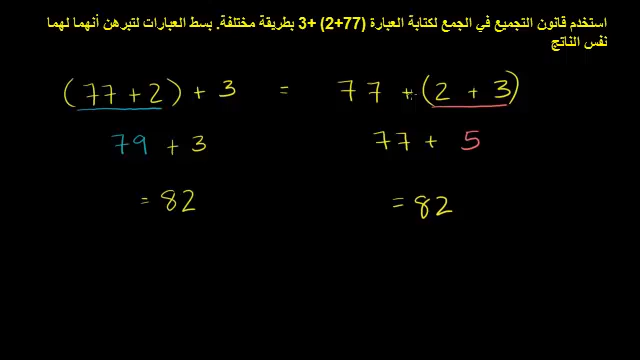 استخدم قانون التجميع في الجمع لكتابة العبارة (77+2) +3 بطريقة مختلفة. بسط العبارات لتبرهن أنهما لهما
نفس الناتج
(77 + 2) + 3 = 77 + (2 + 3)
79 + 3 77 + 5
= 82 = 82